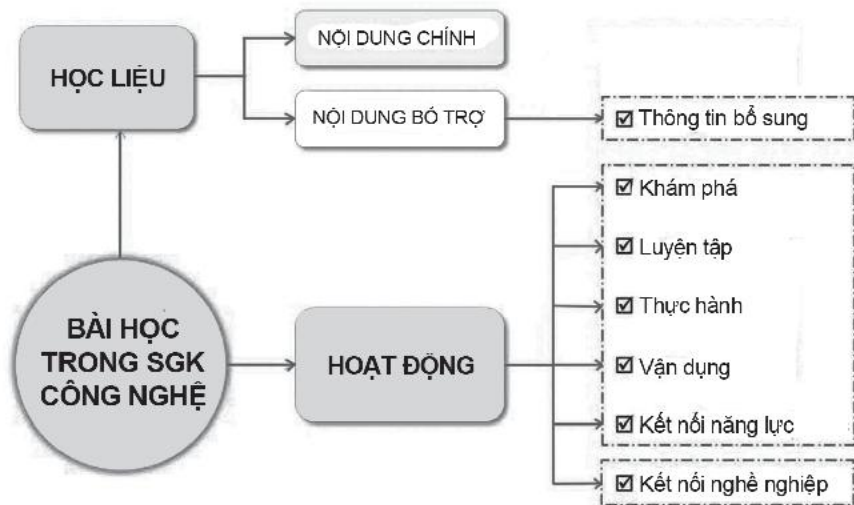 HỌC LIỆU
NỘI DUNG CHÍNH
NỘI DUNG BÓ TRỢ
Thông tin bổ sung
BÀI HỌC
TRONG SGK
CÔNG NGHỆ
HOẠT ĐỘNG
Khám phá
Luyện tập
Thực hành
Vận dụng
Kết nối năng lực
Kết nối nghề nghiệp